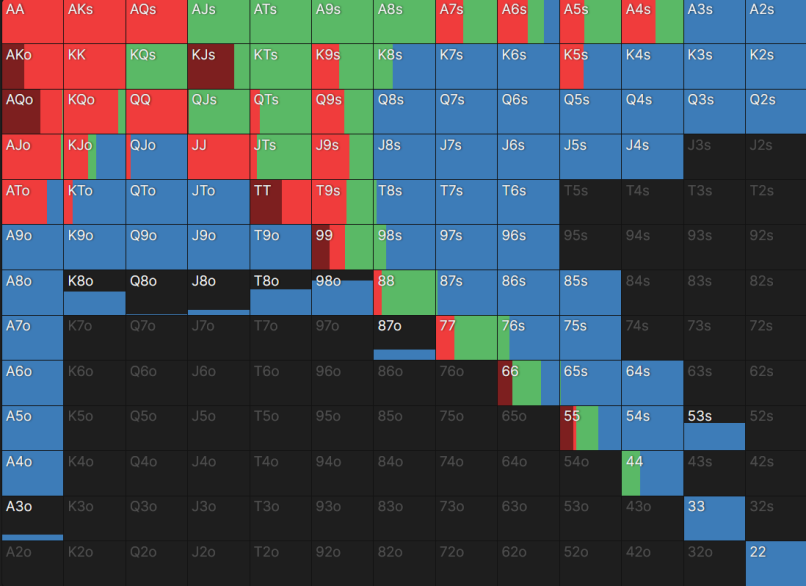 AA AKs AQs AJs ATs A9s A8s A7s A6s A5s A4s A3s A2s
AKo KK KQs KJs KTs K9s K8s K7s K6s K5s K4s K3s K2s
AQo KQo QQ QJs QTs Q9s Q8s Q7s Q6s Q5s Q4s Q3s Q2s
AJo KJo QJo JJ JTs J9s J8s J7s J6s J5s J4s J3s J2s
ATo KTo QTo JTo TT T9s T8s T7s T6s T5s T4s T3s T2s
A9o K9o Q9o J9o T9o 99 98s 97s 96s 95s 94s 93s 92s
A8o K8o Q8o J8o T8o 98o 88 87s 86s 85s 84s 83s 82s
A7o K7o Q7o J7o T7o 97o 87o 77 76s 75s 74s 73s 72s
A6o K6o Q6o J6o T6o 96o 86o 76o 66 65s 64s 63s 62s
A5o K5o Q5o J5o T5o 95o 85o 75o 65o 55 54s 53s 52s
A4o K4o Q4o J4o T4o 94o 84o 74o 64o 54o 44 43s 42s
A3o K3o Q3o J3o T3o 93o 83o 73o 63o 53o 43o 33 32s
A2o K2o Q2o J2o T2o 92o 82o 72o 62o 52o 42o 32o 22